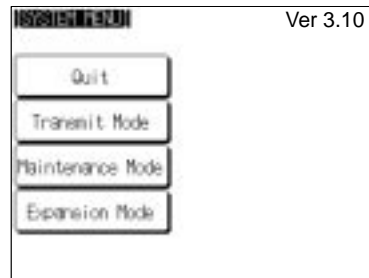 [SYSTEM MENU] Ver 3.10
Quit
Transmit Mode
Maintenance Mode
Expansion Mode